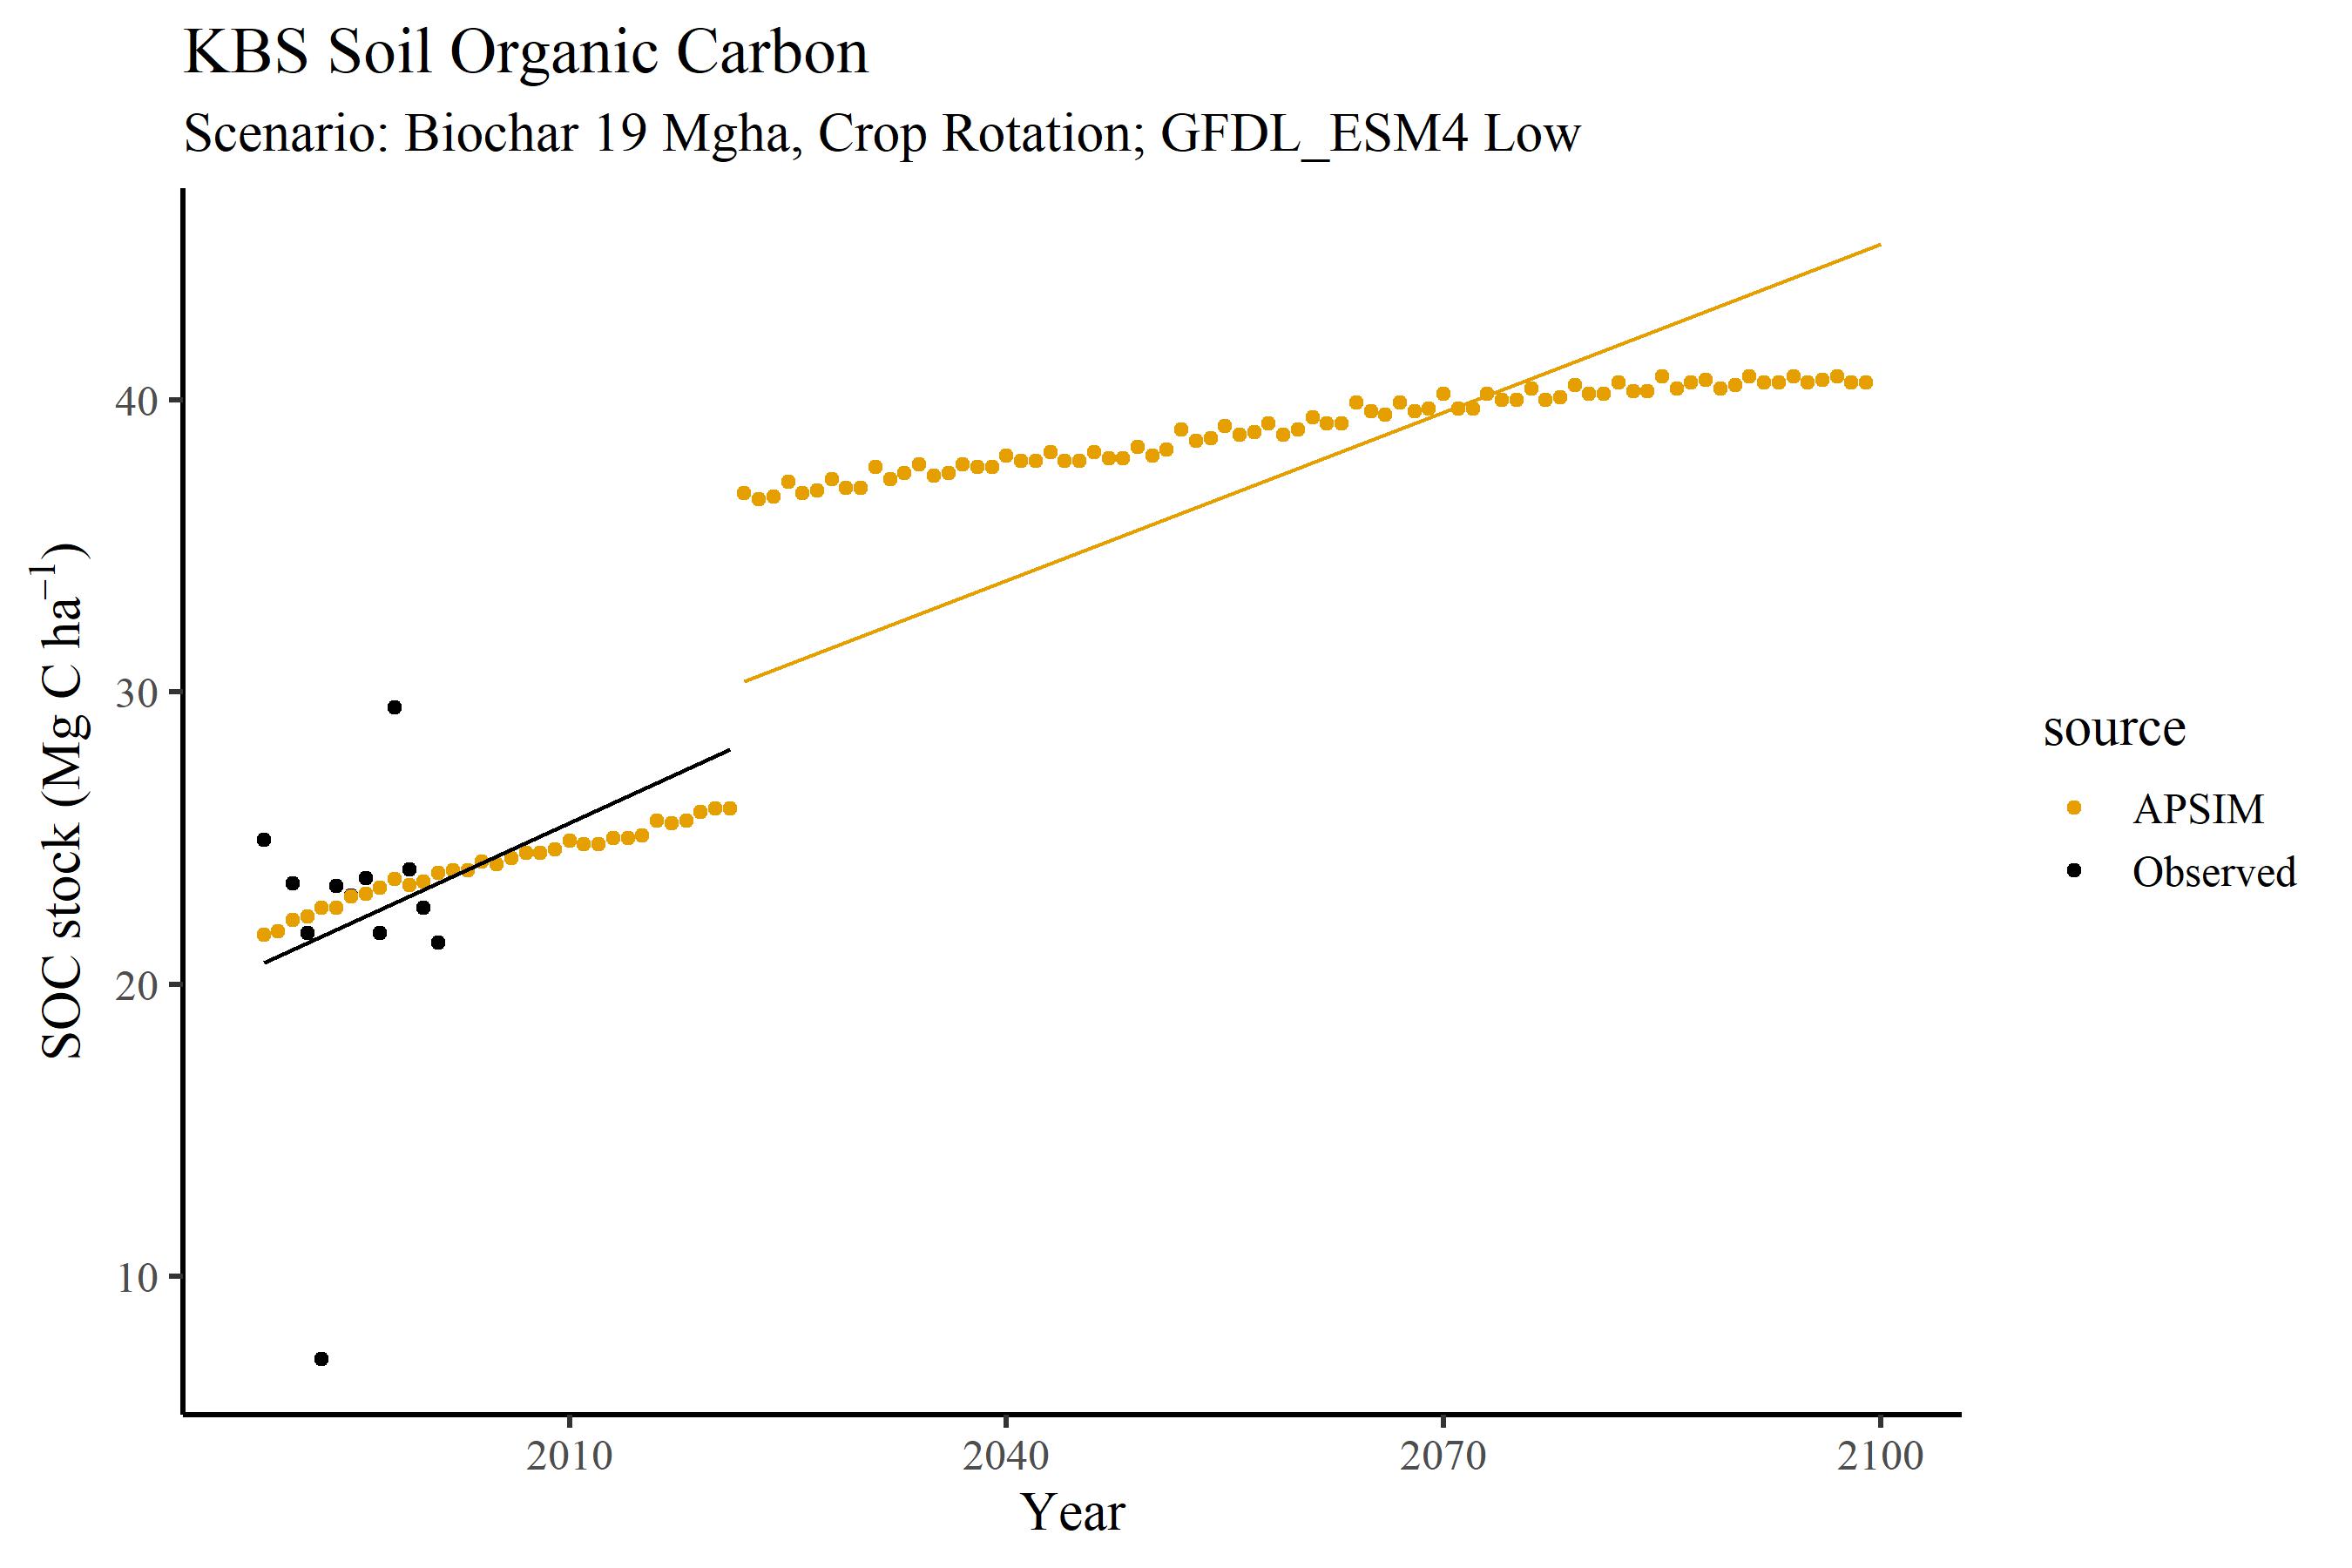 KBS Soil Organic Carbon
Scenario: Biochar 19 Mgha, Crop Rotation; GFDL_ESM4 Low
SOC stock (Mg C ha⁻¹)
40
30
20
10
2010
2040
2070
2100
Year
source
APSIM
Observed